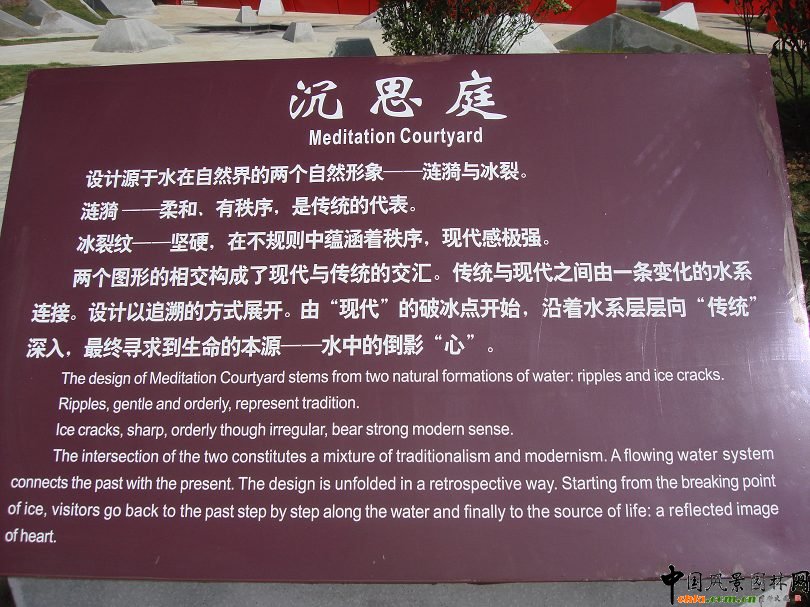 沉思庭
Meditation Courtyard
设计源于水在自然界的两个自然形象——涟漪与冰裂。
涟漪——柔和、有秩序，是传统的代表。
冰裂纹——坚硬，在不规则中蕴涵着秩序，现代感极强。
两个图形的相交构成了现代与传统的交汇。传统与现代之间由一条变化的水系
连接。设计以追溯的方式展开。由“现代”的破冰点开始，沿着水系层层向“传统”
深入，最终寻求到生命的本源——水中的倒影“心”。
The design of Meditation Courtyard stems from two natural formations of water: ripples and ice cracks.
Ripples, gentle and orderly, represent tradition.
Ice cracks, sharp, orderly though irregular, bear strong modern sense.
The intersection of the two constitutes a mixture of traditionalism and modernism. A flowing water system
connects the past with the present. The design is unfolded in a retrospective way. Starting from the breaking point
of ice, visitors go back to the past step by step along the water and finally to the source of life: a reflected image
of heart.
中国风景园林网